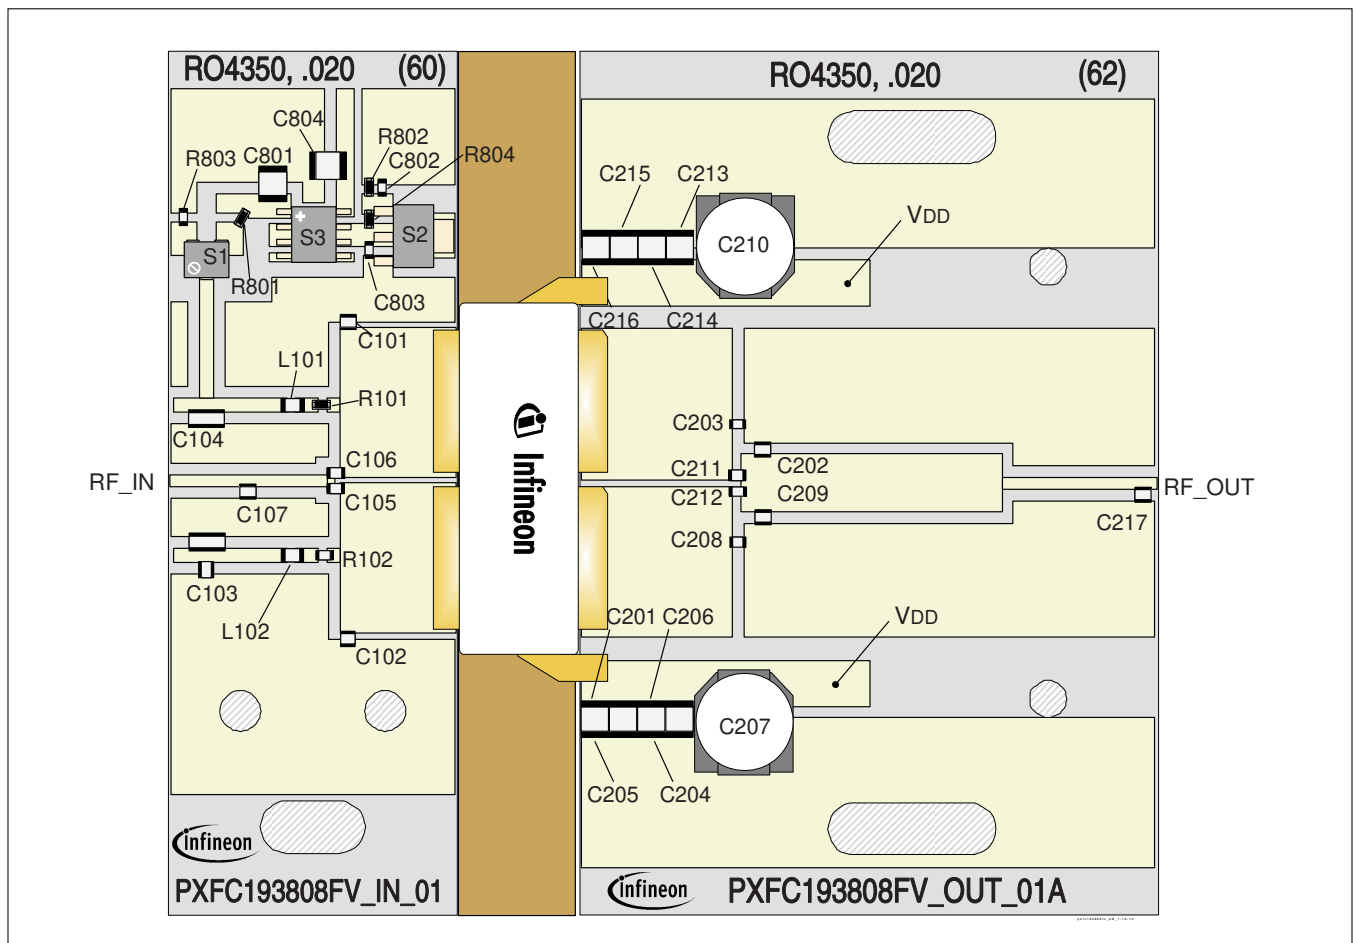 RO4350, .020 (60)
RO4350, .020 (62)
C804
R802
R803
C801
C802
R804
C215
C213
VDD
S3
S2
C210
S1
R801
C803
C216
C214
C101
L101
R101
C203
C104
C106
C211
C202
RF_IN
RF_OUT
C105
C212
C209
C107
C217
C208
R102
C103
L102
C102
Infineon
C201
C206
VDD
C207
C205
C204
infineon
PXFC193808FV_IN_01
infineon
PXFC193808FV_OUT_01A